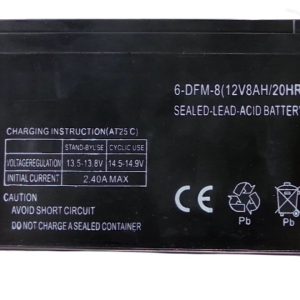 6-DFM-8(12V8AH/20HR
SEALED-LEAD-ACID BATTER
CHARGING INSTRUCTION(AT25 C)
STAND-BYUSE CYCLIC USE
VOLTAGEREGULATION 13.5-13.8V 14.5-14.9V
INITIAL CURRENT 2.40A MAX
CAUTION:
AVOID SHORT CIRCUIT
DO NOT CHARGE A SEALED CONTAINER.
CE
Pb
Pb